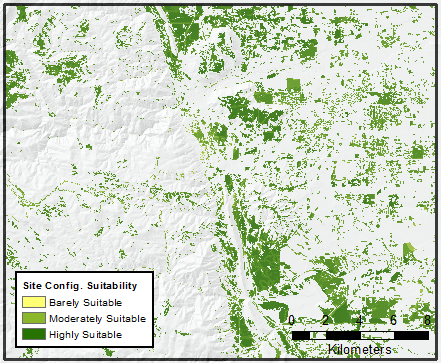 Site Config. Suitability
Barely Suitable
Moderately Suitable
Highly Suitable
0 2 4 6 8
Kilometers